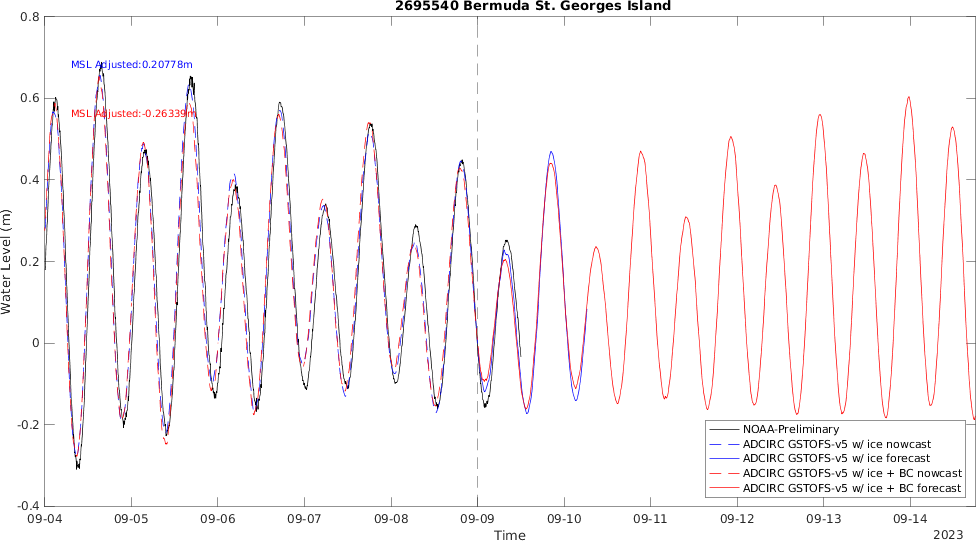 2695540 Bermuda St. Georges Island
0.8
MSL Adjusted:0.20778m
0.6
MSL Adjusted:-0.26339m
0.4
0.2
0
-0.2
-0.4
Water Level (m)
NOAA-Preliminary
ADCIRC GSTOFS-v5 w/ ice nowcast
ADCIRC GSTOFS-v5 w/ ice forecast
ADCIRC GSTOFS-v5 w/ ice + BC nowcast
ADCIRC GSTOFS-v5 w/ ice + BC forecast
09-04 09-05 09-06 09-07 09-08 09-09 09-10 09-11 09-12 09-13 09-14
Time
2023